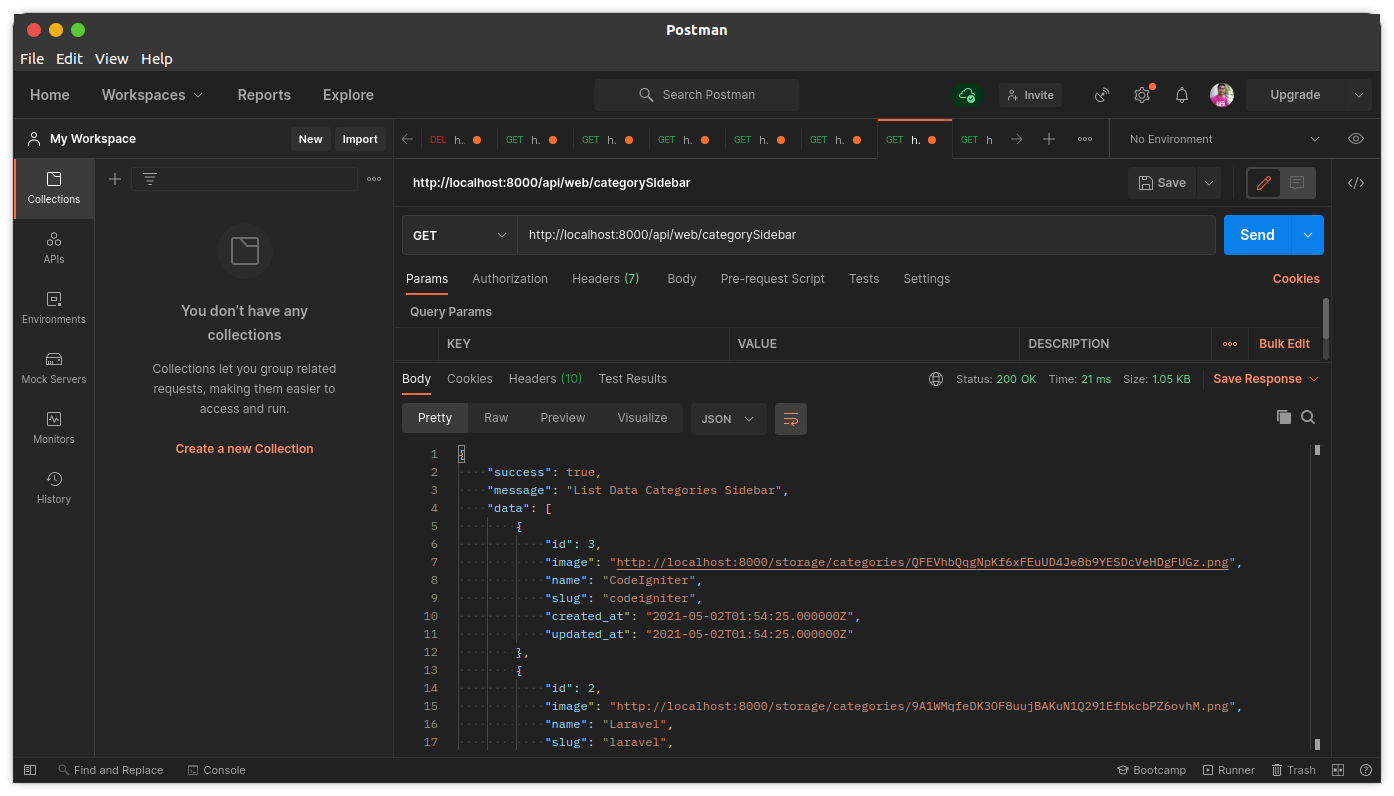 Postman
File Edit View Help
Home Workspaces Reports Explore Search Postman Invite Upgrade
My Workspace New Import DEL h. GET h. GET h. GET h. GET h. GET h. GET h. GET h No Environment
Collections
APIs
Environments
Mock Servers
Monitors
History
You don't have any
collections
Collections let you group related
requests, making them easier to
access and run.
Create a new Collection
http://localhost:8000/api/web/categorySidebar Save
GET http://localhost:8000/api/web/categorySidebar Send
Params Authorization Headers (7) Body Pre-request Script Tests Settings Cookies
Query Params
KEY VALUE DESCRIPTION Bulk Edit
Body Cookies Headers (10) Test Results Status: 200 OK Time: 21 ms Size: 1.05 KB Save Response
Pretty Raw Preview Visualize JSON
1 {
2 "success": true,
3 "message": "List Data Categories Sidebar",
4 "data": [
5 {
6 "id": 3,
7 "image": "http://localhost:8000/storage/categories/QFEVhbQqgNpKf6xFEuUD4Je8b9YESDcVeHDgFUGz.png",
8 "name": "CodeIgniter",
9 "slug": "codeigniter",
10 "created_at": "2021-05-02T01:54:25.000000Z",
11 "updated_at": "2021-05-02T01:54:25.000000Z"
12 },
13 {
14 "id": 2,
15 "image": "http://localhost:8000/storage/categories/9A1WMqfeDK3OF8uujBAKuN1Q291EfbkcbPZ6ovhM.png",
16 "name": "Laravel",
17 "slug": "laravel",
Find and Replace Console Bootcamp Runner Trash